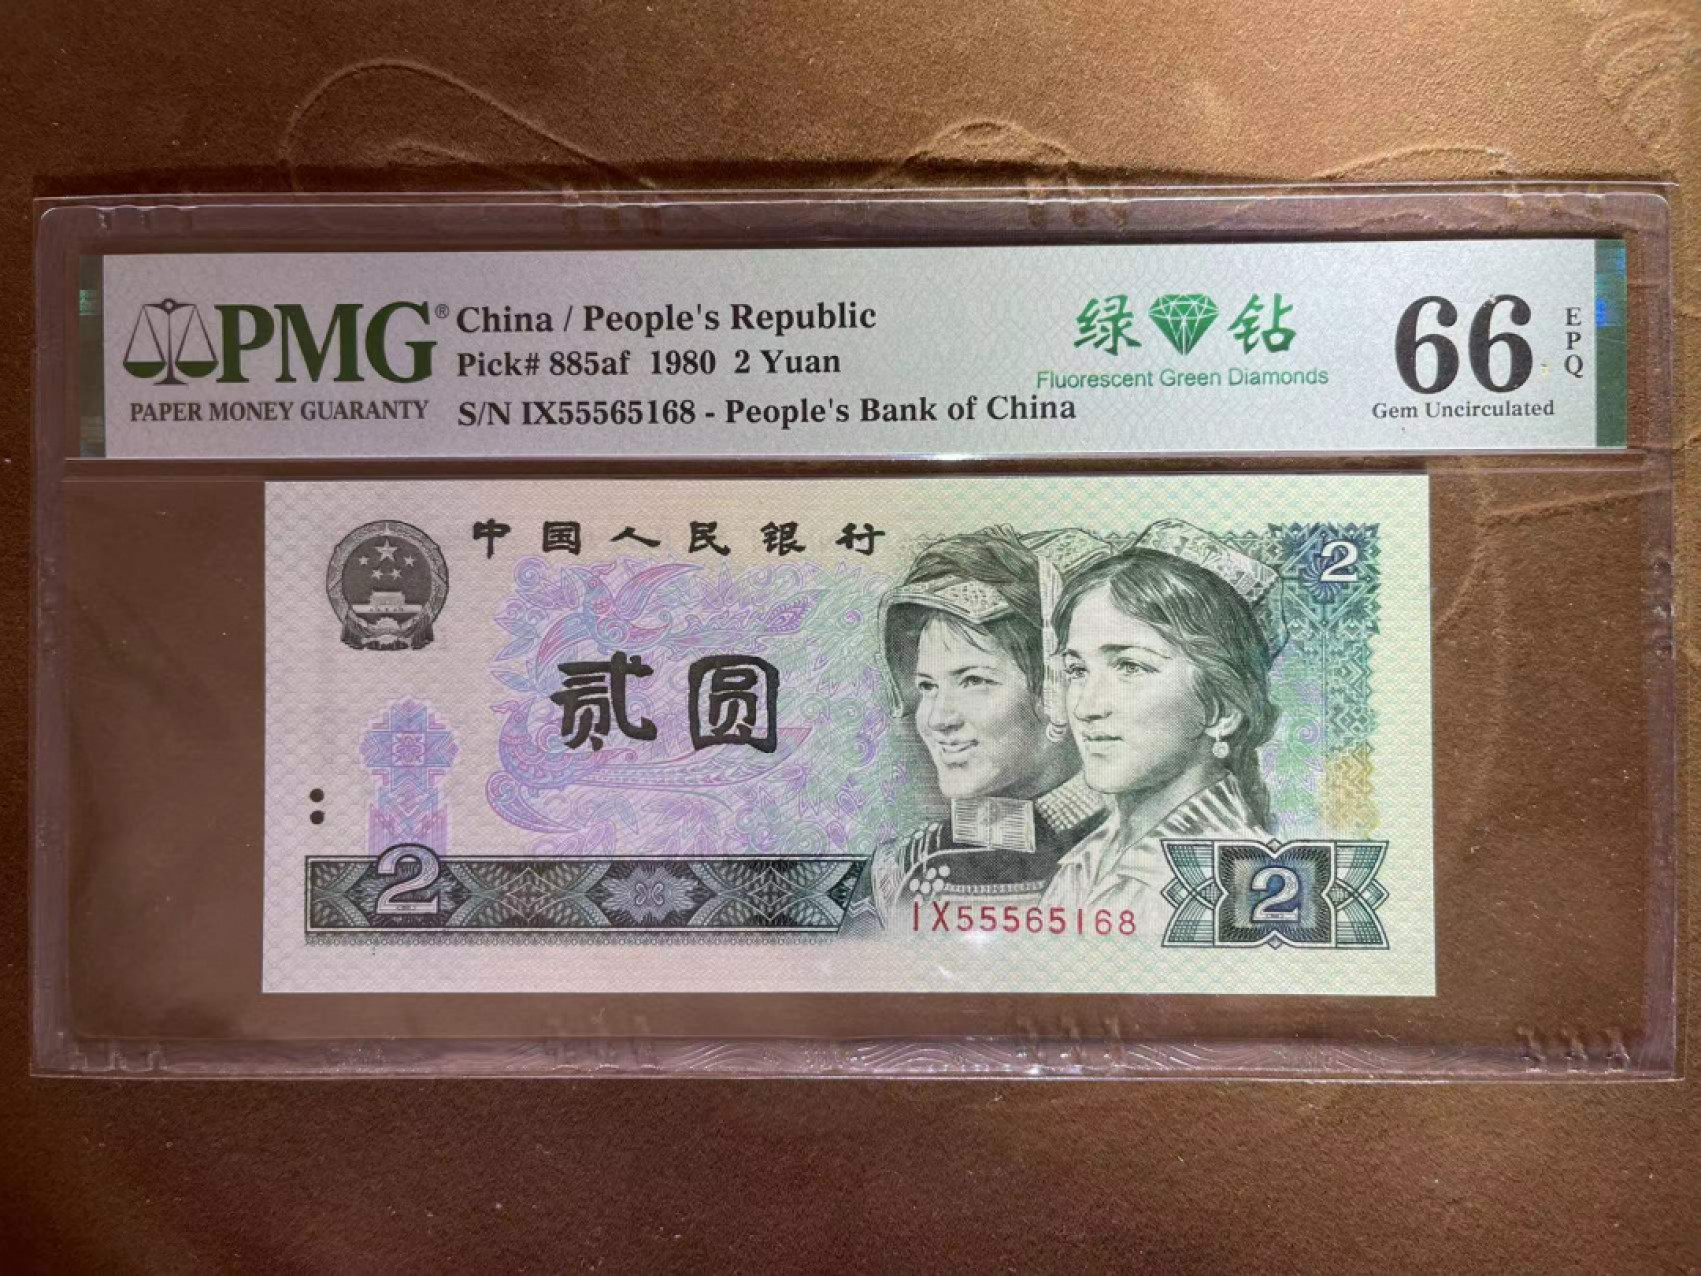 PMG®
PAPER MONEY GUARANTY
China / People's Republic
Pick# 885af 1980 2 Yuan
S/N IX55565168 - People's Bank of China
绿钻
Fluorescent Green Diamonds
66
EPQ
Gem Uncirculated
中国人民银行
2
贰圆
2
IX55565168
2